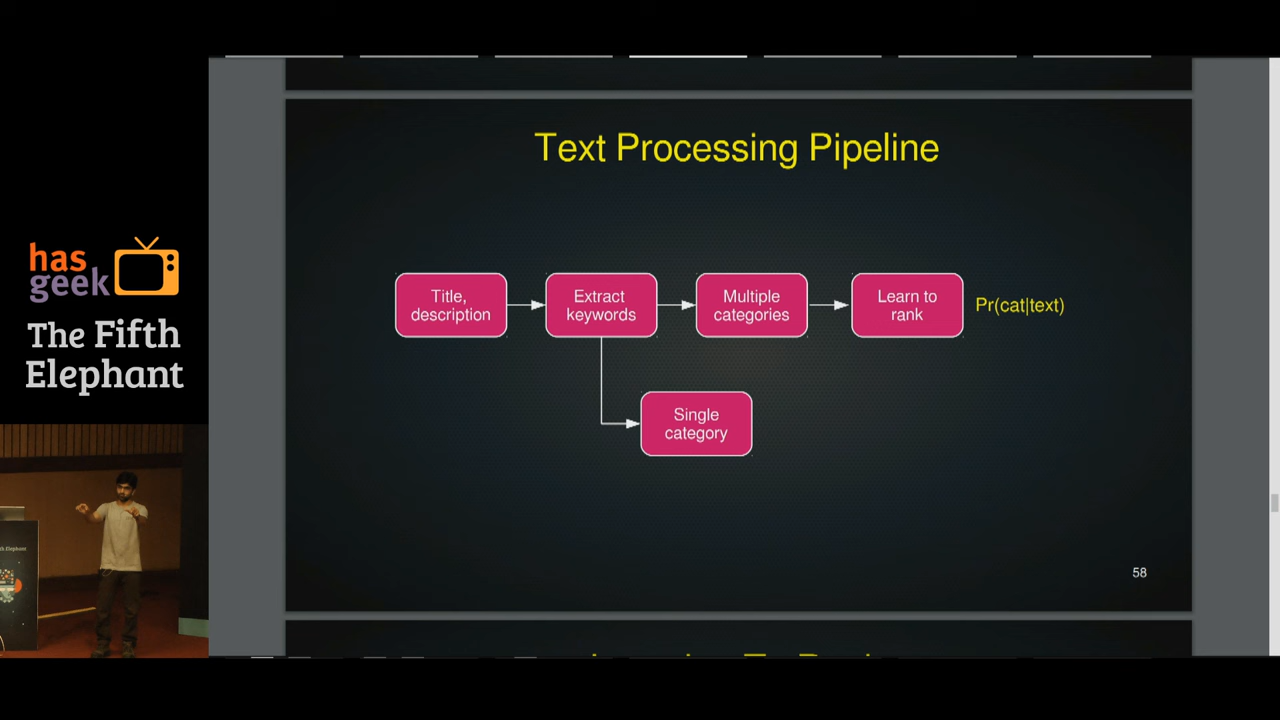 has
geek
The Fifth
Elephant
Text Processing Pipeline
Title,
description
Extract
keywords
Multiple
categories
Learn to
rank
Pr(cat|text)
Single
category
58